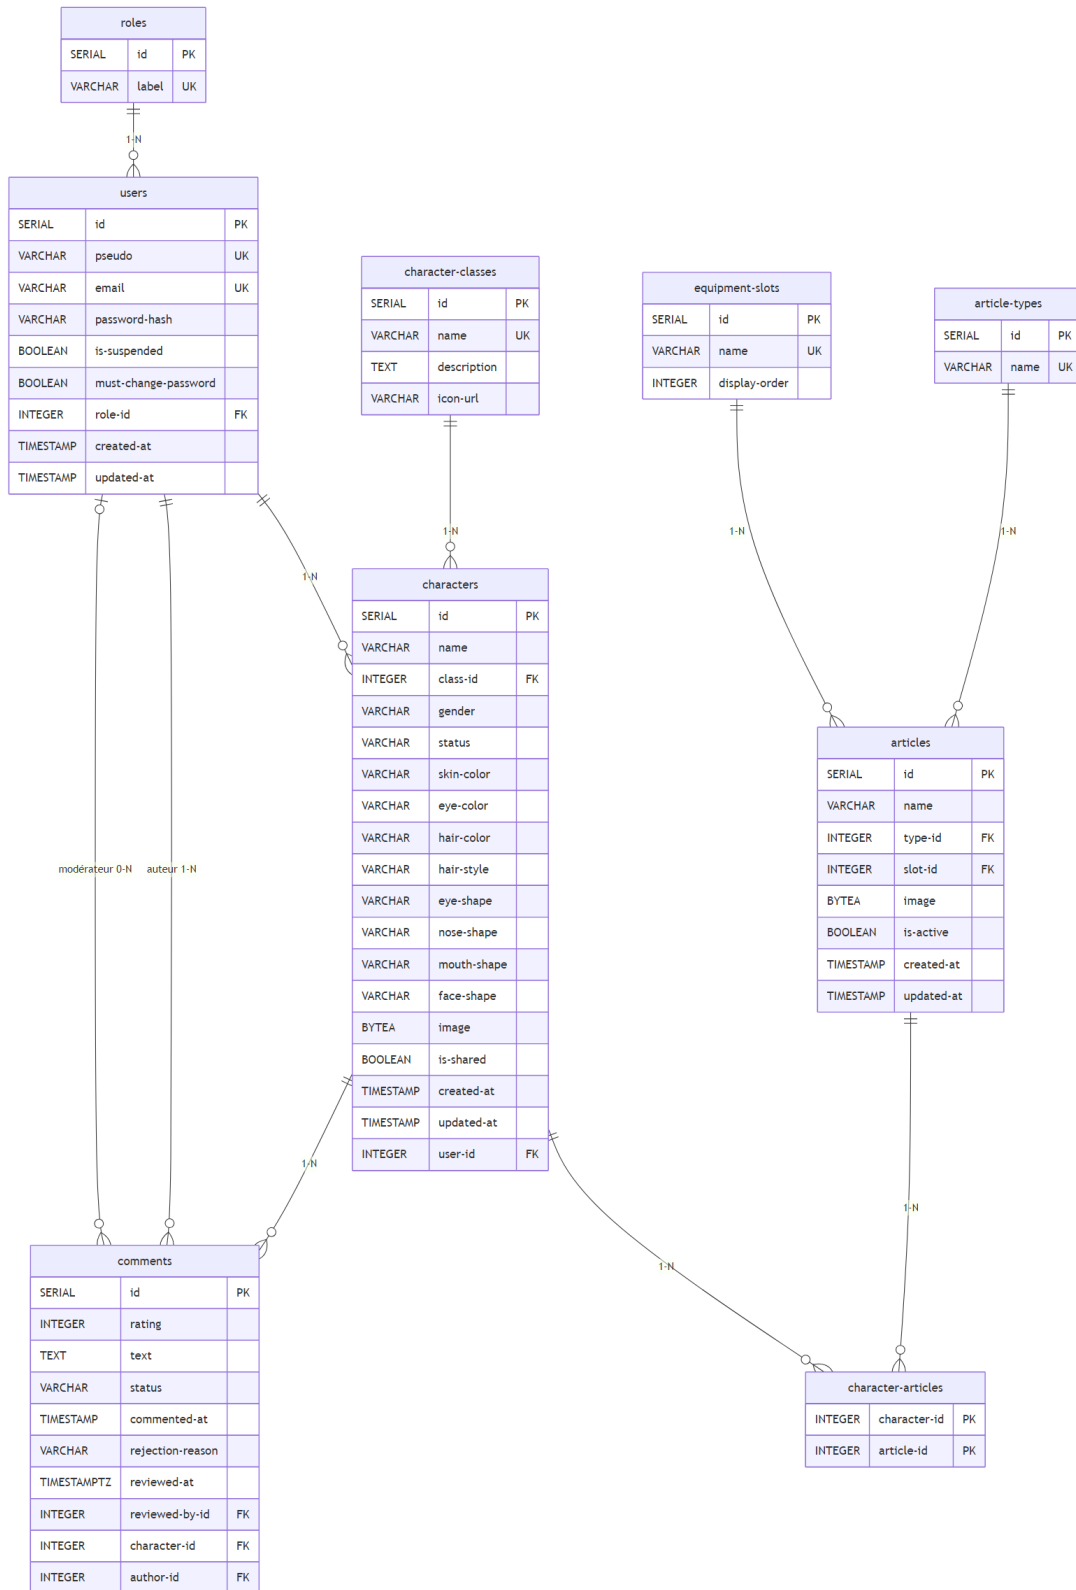 roles
SERIAL id PK
VARCHAR label UK
1-N
users
SERIAL id PK
VARCHAR pseudo UK
VARCHAR email UK
VARCHAR password-hash
BOOLEAN is-suspended
BOOLEAN must-change-password
INTEGER role-id FK
TIMESTAMP created-at
TIMESTAMP updated-at
character-classes
SERIAL id PK
VARCHAR name UK
TEXT description
VARCHAR icon-url
equipment-slots
SERIAL id PK
VARCHAR name UK
INTEGER display-order
article-types
SERIAL id PK
VARCHAR name UK
1-N
1-N
1-N
1-N
characters
SERIAL id PK
VARCHAR name
INTEGER class-id FK
VARCHAR gender
VARCHAR status
VARCHAR skin-color
VARCHAR eye-color
VARCHAR hair-color
VARCHAR hair-style
VARCHAR eye-shape
VARCHAR nose-shape
VARCHAR mouth-shape
VARCHAR face-shape
BYTEA image
BOOLEAN is-shared
TIMESTAMP created-at
TIMESTAMP updated-at
INTEGER user-id FK
articles
SERIAL id PK
VARCHAR name
INTEGER type-id FK
INTEGER slot-id FK
BYTEA image
BOOLEAN is-active
TIMESTAMP created-at
TIMESTAMP updated-at
modérateur 0-N
auteur 1-N
1-N
1-N
1-N
comments
SERIAL id PK
INTEGER rating
TEXT text
VARCHAR status
TIMESTAMP commented-at
VARCHAR rejection-reason
TIMESTAMPTZ reviewed-at
INTEGER reviewed-by-id FK
INTEGER character-id FK
INTEGER author-id FK
character-articles
INTEGER character-id PK
INTEGER article-id PK